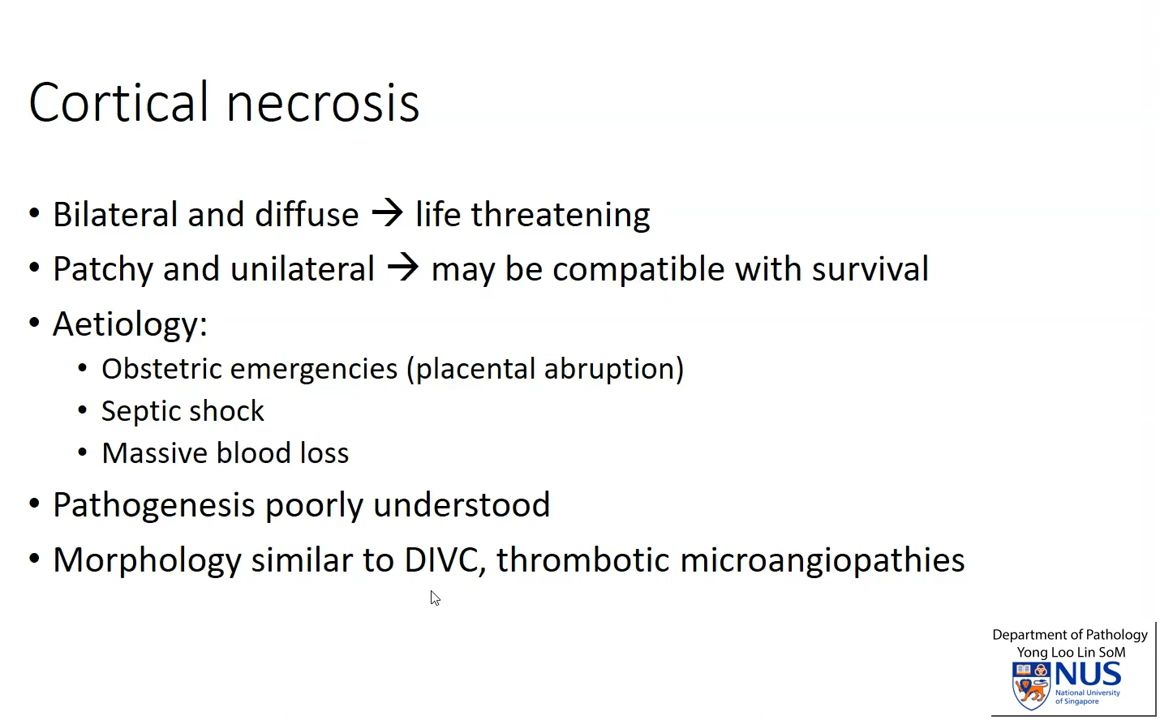 Cortical necrosis
• Bilateral and diffuse → life threatening
• Patchy and unilateral → may be compatible with survival
• Aetiology:
• Obstetric emergencies (placental abruption)
• Septic shock
• Massive blood loss
• Pathogenesis poorly understood
• Morphology similar to DIVC, thrombotic microangiopathies
Department of Pathology
Yong Loo Lin SoM
NUS
National University
of Singapore